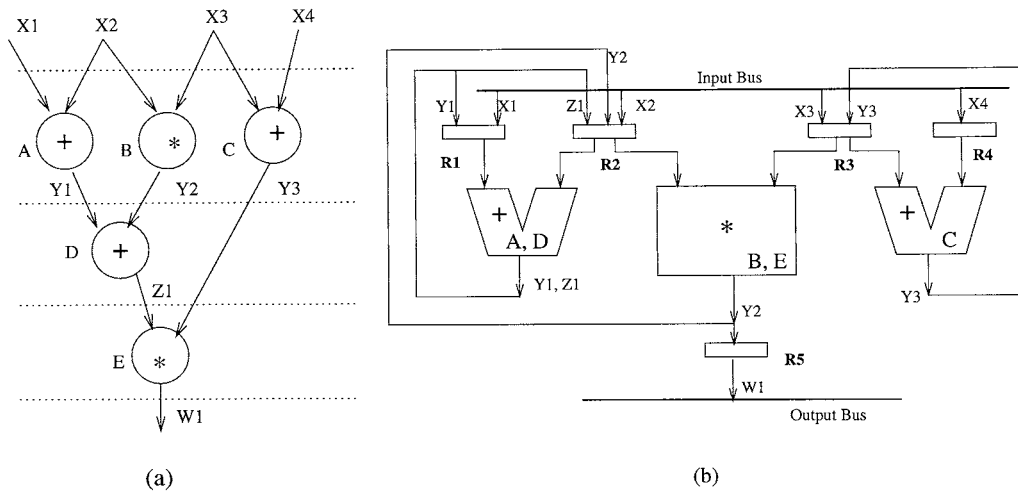 X1 X2 X3 X4
A + B * C +
Y1 Y2 Y3
D +
Z1
E *
W1
(a)
Y2
Input Bus
Y1 X1 Z1 X2 X3 Y3 X4
R1 R2 R3 R4
+ A, D
*
B, E
+ C
Y1, Z1
Y2
Y3
R5
W1
Output Bus
(b)